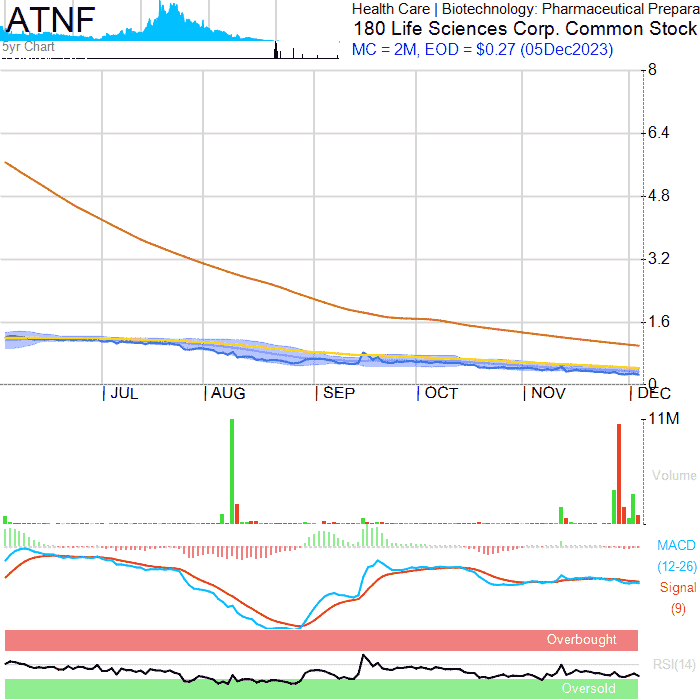 ATNF
5yr Chart
Health Care | Biotechnology: Pharmaceutical Prepara
180 Life Sciences Corp. Common Stock
MC = 2M, EOD = $0.27 (05Dec2023)
8
6.4
4.8
3.2
1.6
0
JUL
AUG
SEP
OCT
NOV
DEC
11M
Volume
MACD
(12-26)
Signal
(9)
Overbought
RSI(14)
Oversold